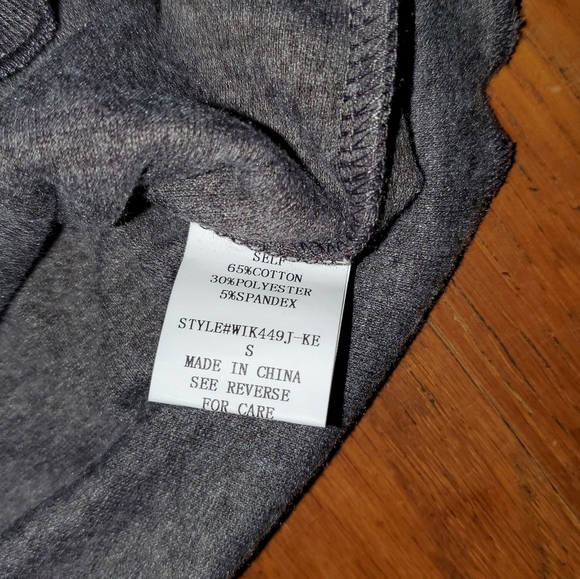 SELF
65%COTTON
30%POLYESTER
5%SPANDEX
STYLE#WIK449J-KE
S
MADE IN CHINA
SEE REVERSE
FOR CARE